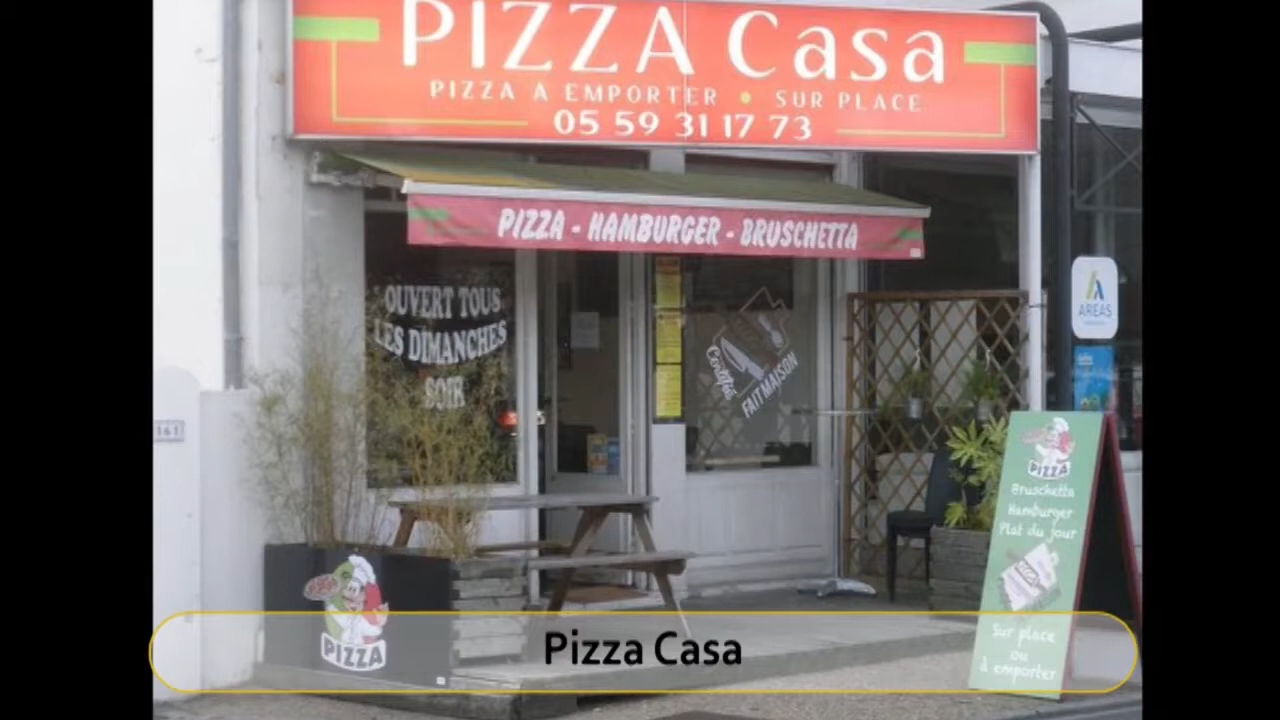 PIZZA Casa
PIZZA À EMPORTER • SUR PLACE
05 59 31 17 73
PIZZA - HAMBURGER - BRUSCHETTA
OUVERT TOUS
LES DIMANCHES
SOIR
Certifié
FAIT MAISON
AREAS
161
PIZZA
Bruschetta
Hamburger
Plat du jour
Sur place
ou
à emporter
PIZZA
Pizza Casa